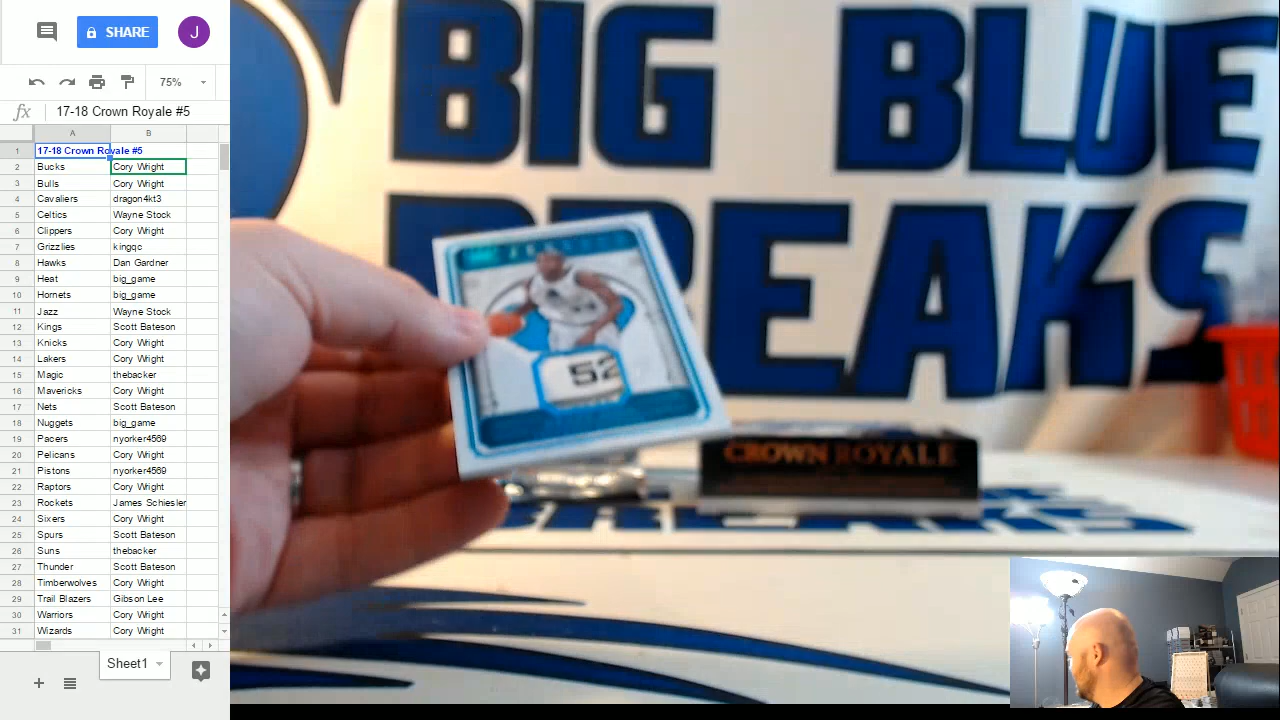 SHARE
J
75%
fx 17-18 Crown Royale #5
A B
1 17-18 Crown Royale #5
2 Bucks Cory Wright
3 Bulls Cory Wright
4 Cavaliers dragon4kt3
5 Celtics Wayne Stock
6 Clippers Cory Wright
7 Grizzlies kingqc
8 Hawks Dan Gardner
9 Heat big_game
10 Hornets big_game
11 Jazz Wayne Stock
12 Kings Scott Bateson
13 Knicks Cory Wright
14 Lakers Cory Wright
15 Magic thebacker
16 Mavericks Cory Wright
17 Nets Scott Bateson
18 Nuggets big_game
19 Pacers nyorker4569
20 Pelicans Cory Wright
21 Pistons nyorker4569
22 Raptors Cory Wright
23 Rockets James Schiesler
24 Sixers Cory Wright
25 Spurs Scott Bateson
26 Suns thebacker
27 Thunder Scott Bateson
28 Timberwolves Cory Wright
29 Trail Blazers Gibson Lee
30 Warriors Cory Wright
31 Wizards Cory Wright
Sheet1
BIG BLUE
BREAKS
52
CROWN ROYALE
BREAKS